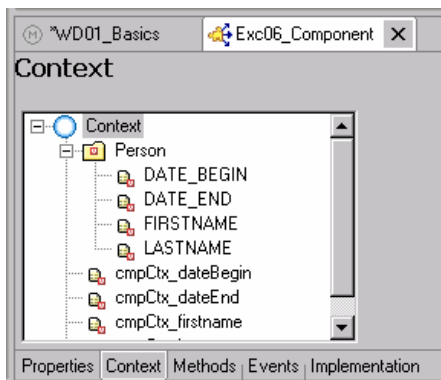 *WD01_Basics Exc06_Component
Context
Context
Person
DATE_BEGIN
DATE_END
FIRSTNAME
LASTNAME
cmpCtx_dateBegin
cmpCtx_dateEnd
cmpCtx_firstname
Properties Context Methods Events Implementation